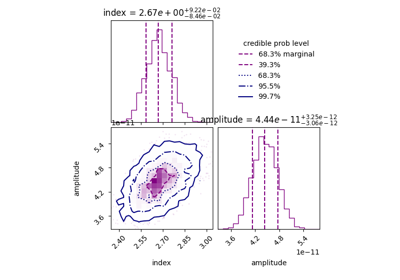 index = 2.67e+00 +9.22e−02 −8.46e−02
credible prob level
68.3% marginal
39.3%
68.3%
95.5%
99.7%
1e−11
amplitude = 4.44e−11 +3.25e−12 −3.06e−12
5.4
4.8
4.2
3.6
amplitude
2.40
2.55
2.70
2.85
3.00
index
3.6
4.2
4.8
5.4
1e−11
amplitude